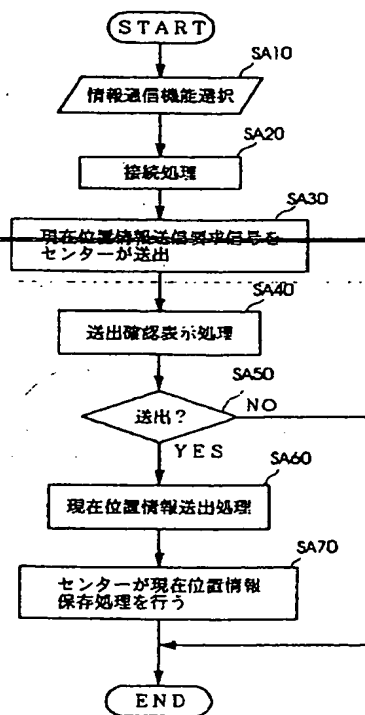 START
SA10
情報通信機能選択
SA20
接続処理
SA30
現在位置情報送信要求信号を
センターが送出
SA40
送出確認表示処理
SA50
送出？
NO
YES
SA60
現在位置情報送出処理
SA70
センターが現在位置情報
保存処理を行う
END